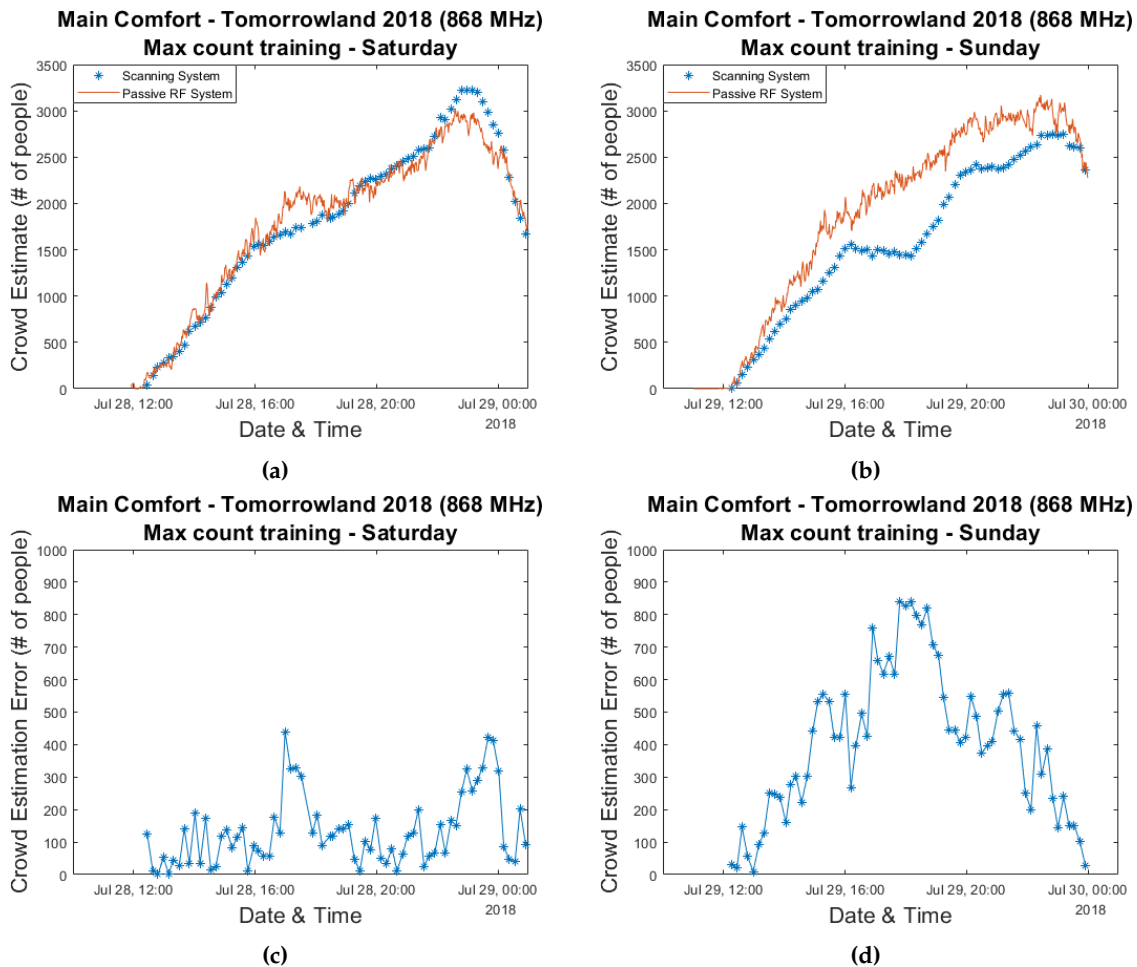 Main Comfort - Tomorrowland 2018 (868 MHz)
Max count training - Saturday
Crowd Estimate (# of people)
3500
3000
2500
2000
1500
1000
500
0
Scanning System
Passive RF System
Jul 28, 12:00
Jul 28, 16:00
Jul 28, 20:00
Jul 29, 00:00
2018
Date & Time
(a)
Main Comfort - Tomorrowland 2018 (868 MHz)
Max count training - Sunday
Crowd Estimate (# of people)
3500
3000
2500
2000
1500
1000
500
0
Scanning System
Passive RF System
Jul 29, 12:00
Jul 29, 16:00
Jul 29, 20:00
Jul 30, 00:00
2018
Date & Time
(b)
Main Comfort - Tomorrowland 2018 (868 MHz)
Max count training - Saturday
Crowd Estimation Error (# of people)
1000
900
800
700
600
500
400
300
200
100
0
Jul 28, 12:00
Jul 28, 16:00
Jul 28, 20:00
Jul 29, 00:00
2018
Date & Time
(c)
Main Comfort - Tomorrowland 2018 (868 MHz)
Max count training - Sunday
Crowd Estimation Error (# of people)
1000
900
800
700
600
500
400
300
200
100
0
Jul 29, 12:00
Jul 29, 16:00
Jul 29, 20:00
Jul 30, 00:00
2018
Date & Time
(d)